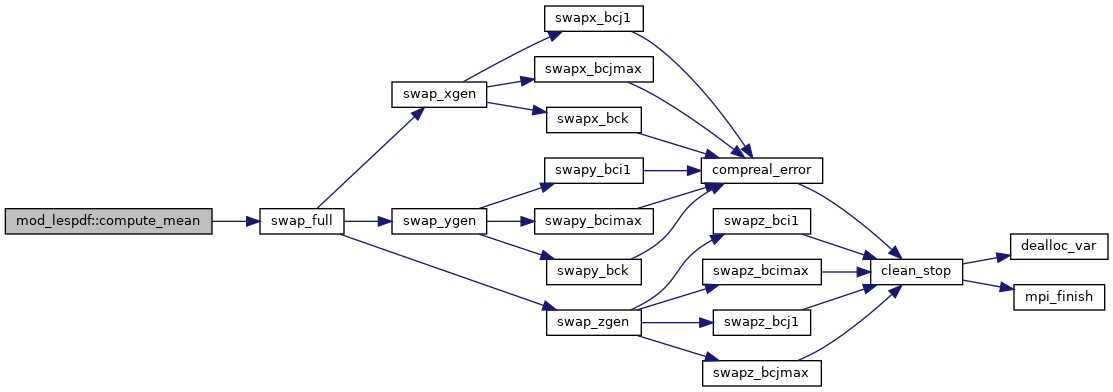 mod_lespdf::compute_mean
swap_full
swap_xgen
swap_ygen
swap_zgen
swapx_bcj1
swapx_bcjmax
swapx_bck
swapy_bci1
swapy_bcimax
swapy_bck
compreal_error
swapz_bci1
swapz_bcimax
swapz_bcj1
swapz_bcjmax
clean_stop
dealloc_var
mpi_finish